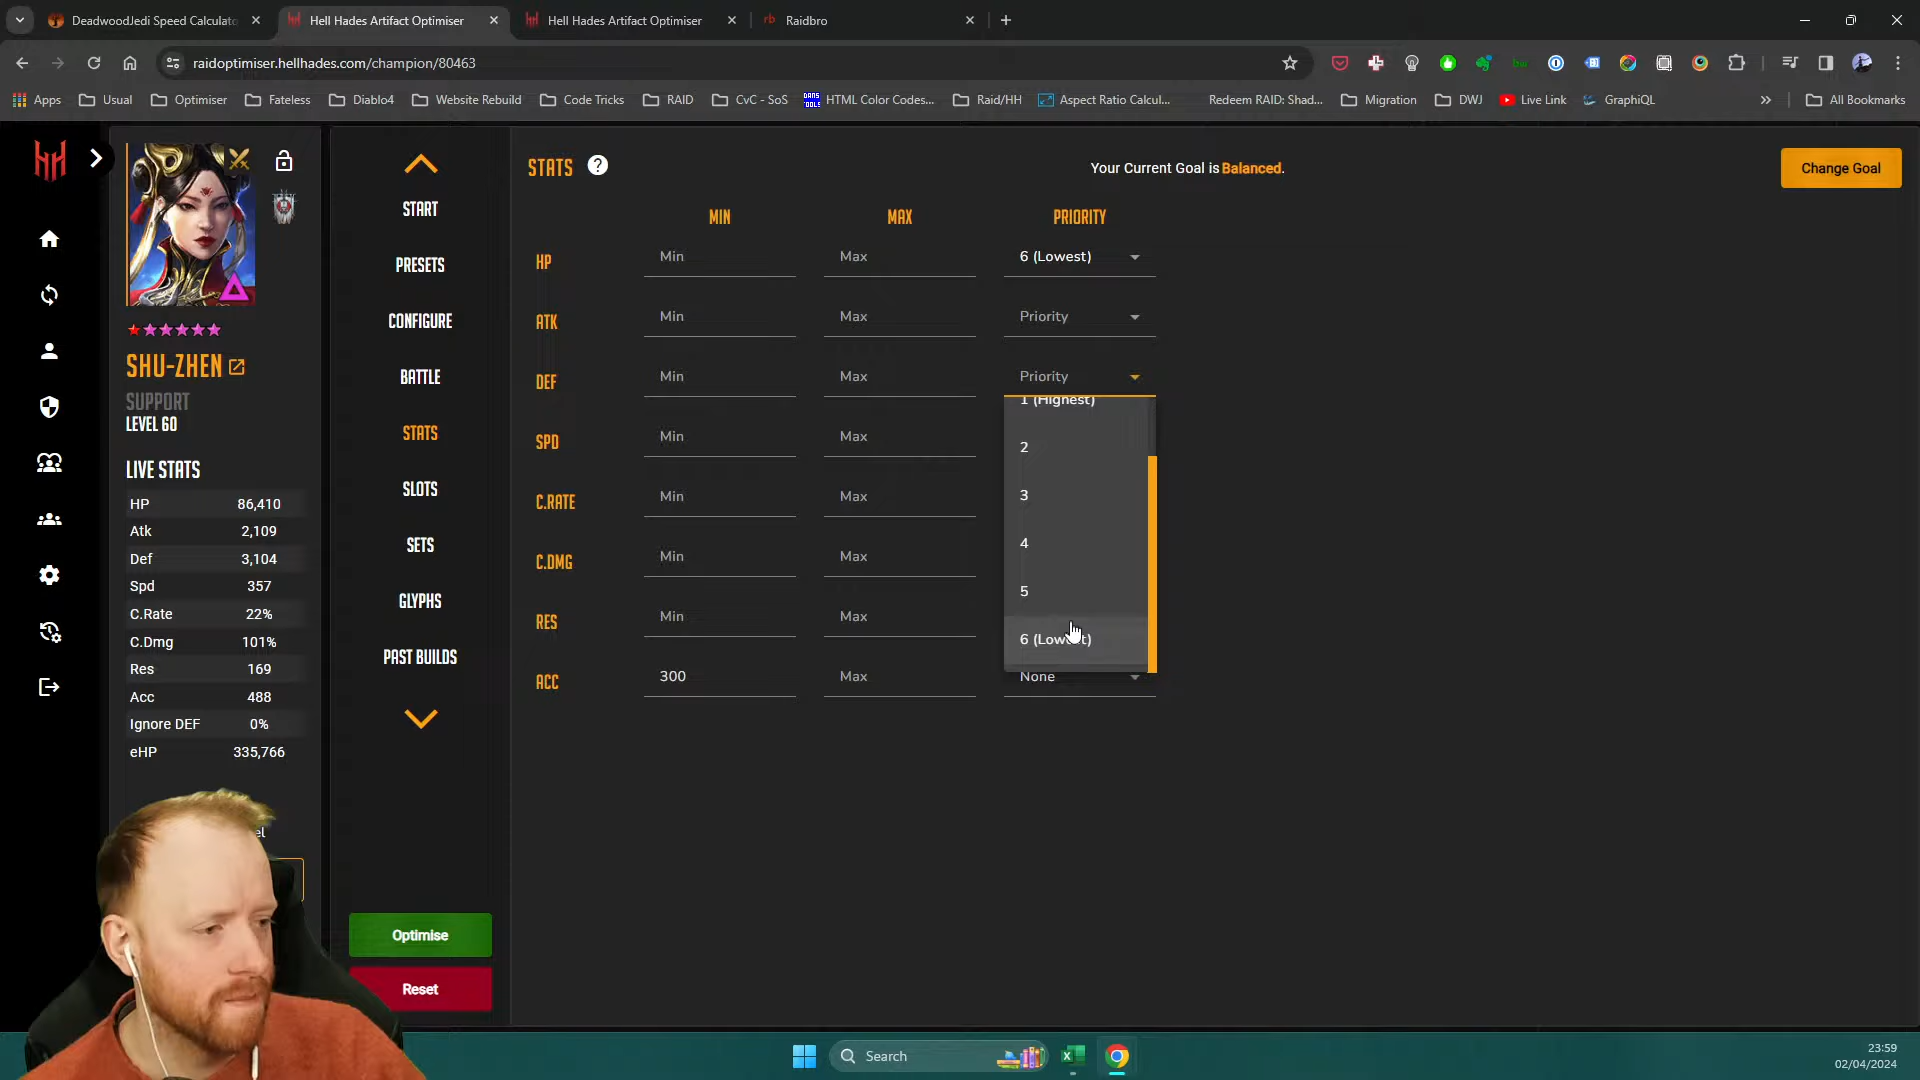 DeadwoodJedi Speed Calculato
Hell Hades Artifact Optimiser
Hell Hades Artifact Optimiser
Raidbro
raidoptimiser.hellhades.com/champion/80463
Apps
Usual
Optimiser
Fateless
Diablo4
Website Rebuild
Code Tricks
RAID
CvC - SoS
HTML Color Codes...
Raid/HH
Aspect Ratio Calcul...
Redeem RAID: Shad...
Migration
DWJ
Live Link
GraphiQL
All Bookmarks
SHU-ZHEN
SUPPORT
LEVEL 60
LIVE STATS
HP 86,410
Atk 2,109
Def 3,104
Spd 357
C.Rate 22%
C.Dmg 101%
Res 169
Acc 488
Ignore DEF 0%
eHP 335,766
el
START
PRESETS
CONFIGURE
BATTLE
STATS
SLOTS
SETS
GLYPHS
PAST BUILDS
Optimise
Reset
STATS
Your Current Goal is Balanced.
Change Goal
MIN MAX PRIORITY
HP Min Max 6 (Lowest)
ATK Min Max Priority
DEF Min Max Priority
SPD Min Max
C.RATE Min Max
C.DMG Min Max
RES Min Max
ACC 300 Max None
1 (Highest)
2
3
4
5
6 (Lowest)
Search
23:59
02/04/2024